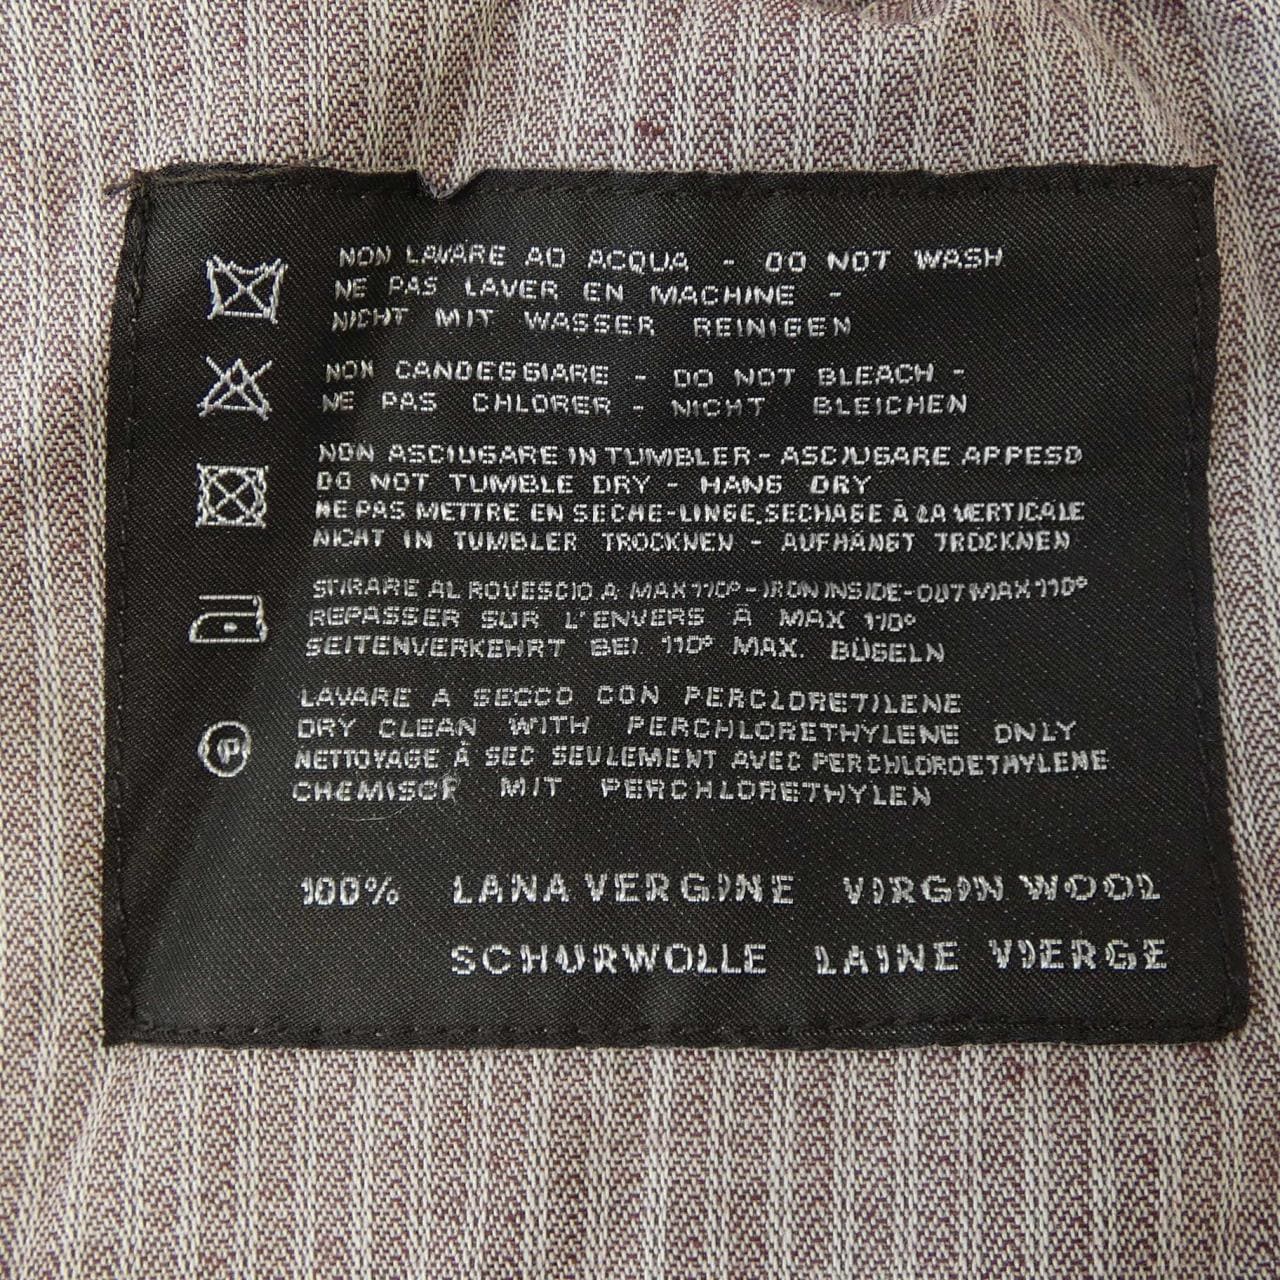 NON LAVARE AD ACQUA - DO NOT WASH
NE PAS LAVER EN MACHINE -
NICHT MIT WASSER REINIGEN
NON CANDEGGIARE - DO NOT BLEACH -
NE PAS CHLORER - NICHT BLEICHEN
NON ASCIUGARE IN TUMBLER - ASCIUGARE APPESO
DO NOT TUMBLE DRY - HANG DRY
NE PAS METTRE EN SECHE-LINGE, SECHAGE À LA VERTICALE
NICHT IN TUMBLER TROCKNEN - AUFHANGT TROCKNEN
STIRARE AL ROVESCIO A MAX 110° - IRON INSIDE-OUT MAX 110°
REPASSER SUR L'ENVERS À MAX 110°
SEITENVERKEHRT BEI 110° MAX. BÜGELN
P
LAVARE A SECCO CON PERCLORETILENE
DRY CLEAN WITH PERCHLORETHYLENE ONLY
NETTOYAGE À SEC SEULEMENT AVEC PERCHLOROETHYLENE
CHEMISCF MIT PERCHLORETHYLEN
100% LANA VERGINE VIRGIN WOOL
SCHURWOLLE LAINE VIERGE